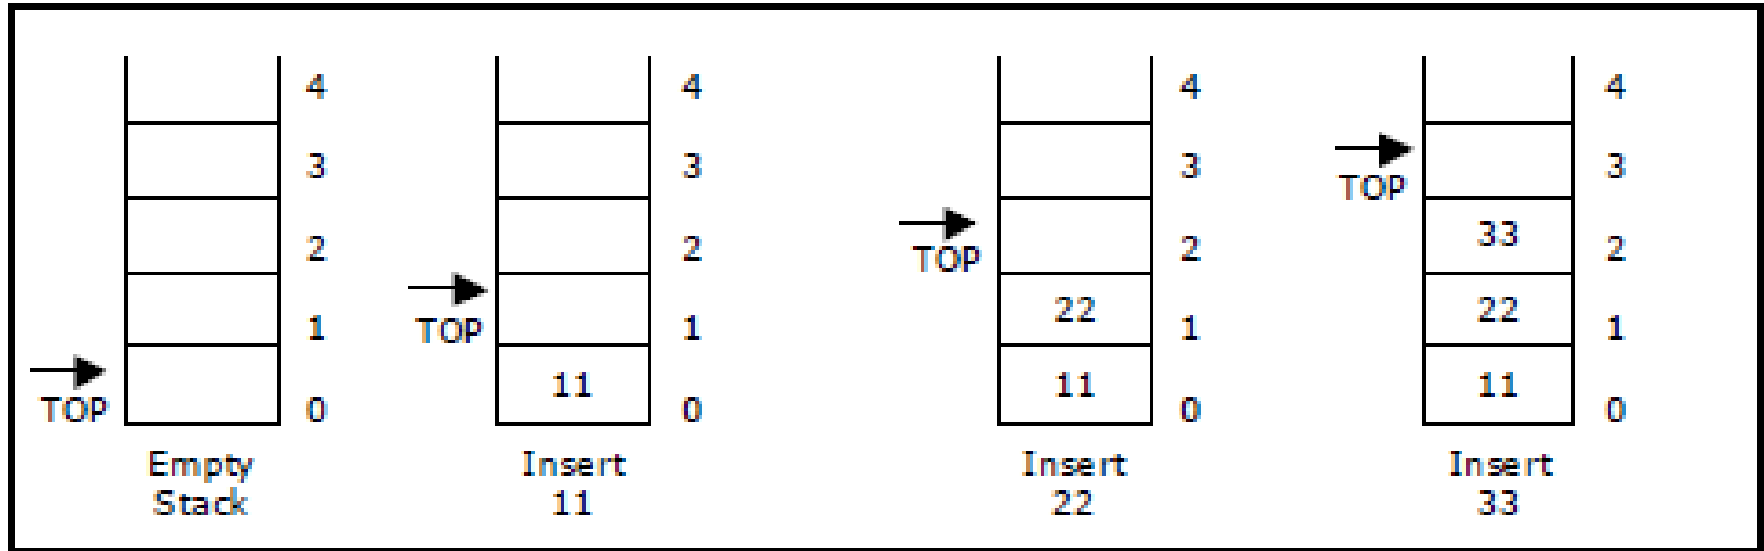 4 4 4 4
3 3 3 3
TOP
33
2 2 2 2
TOP
22 22
TOP
1 1 1 1
11 11 11
TOP
0 0 0 0
Empty Insert Insert Insert
Stack 11 22 33